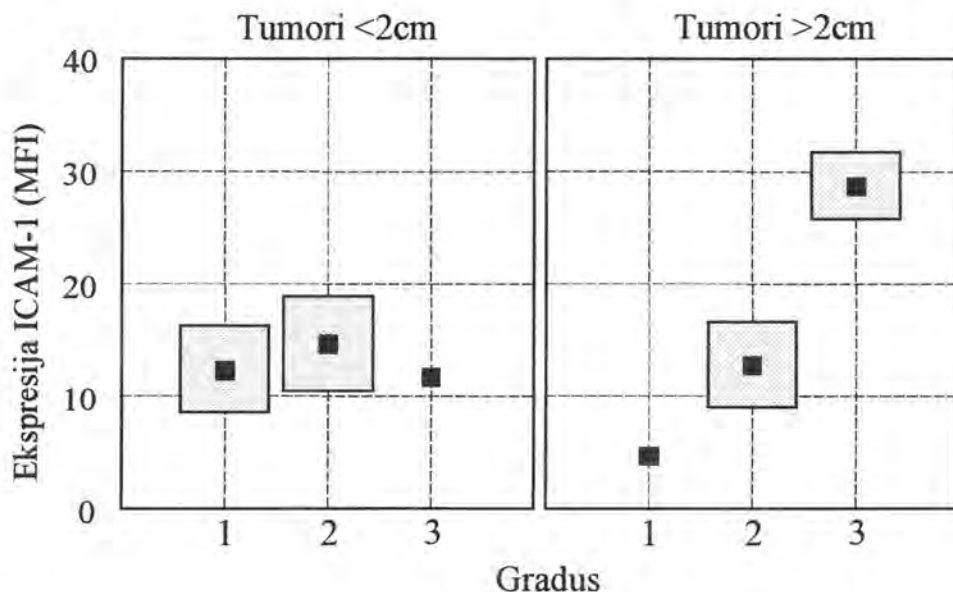 Tumori <2cm
Tumori >2cm
Ekspresija ICAM-1 (MFI)
40
30
20
10
0
1 2 3
1 2 3
Gradus